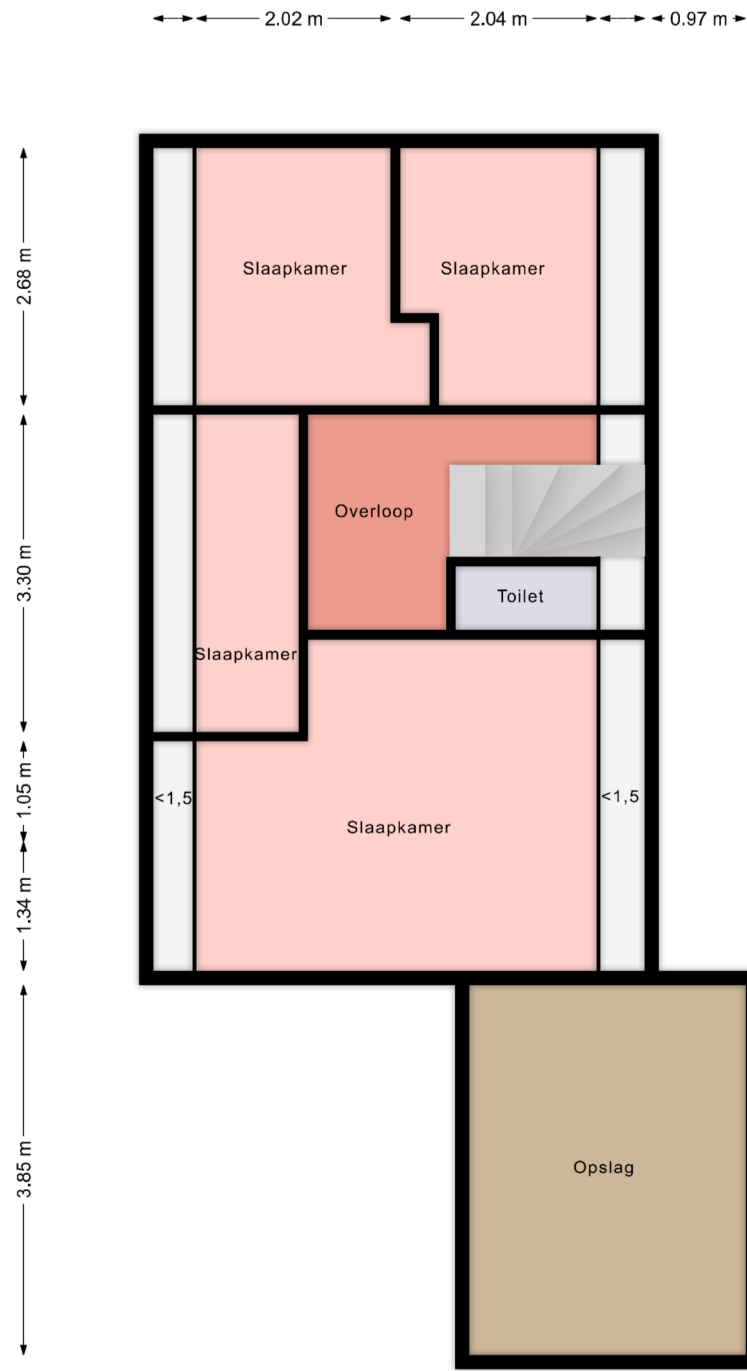 2.02 m
2.04 m
0.97 m
2.68 m
Slaapkamer
Slaapkamer
3.30 m
Overloop
Toilet
Slaapkamer
1.05 m
<1,5
<1,5
Slaapkamer
1.34 m
3.85 m
Opslag